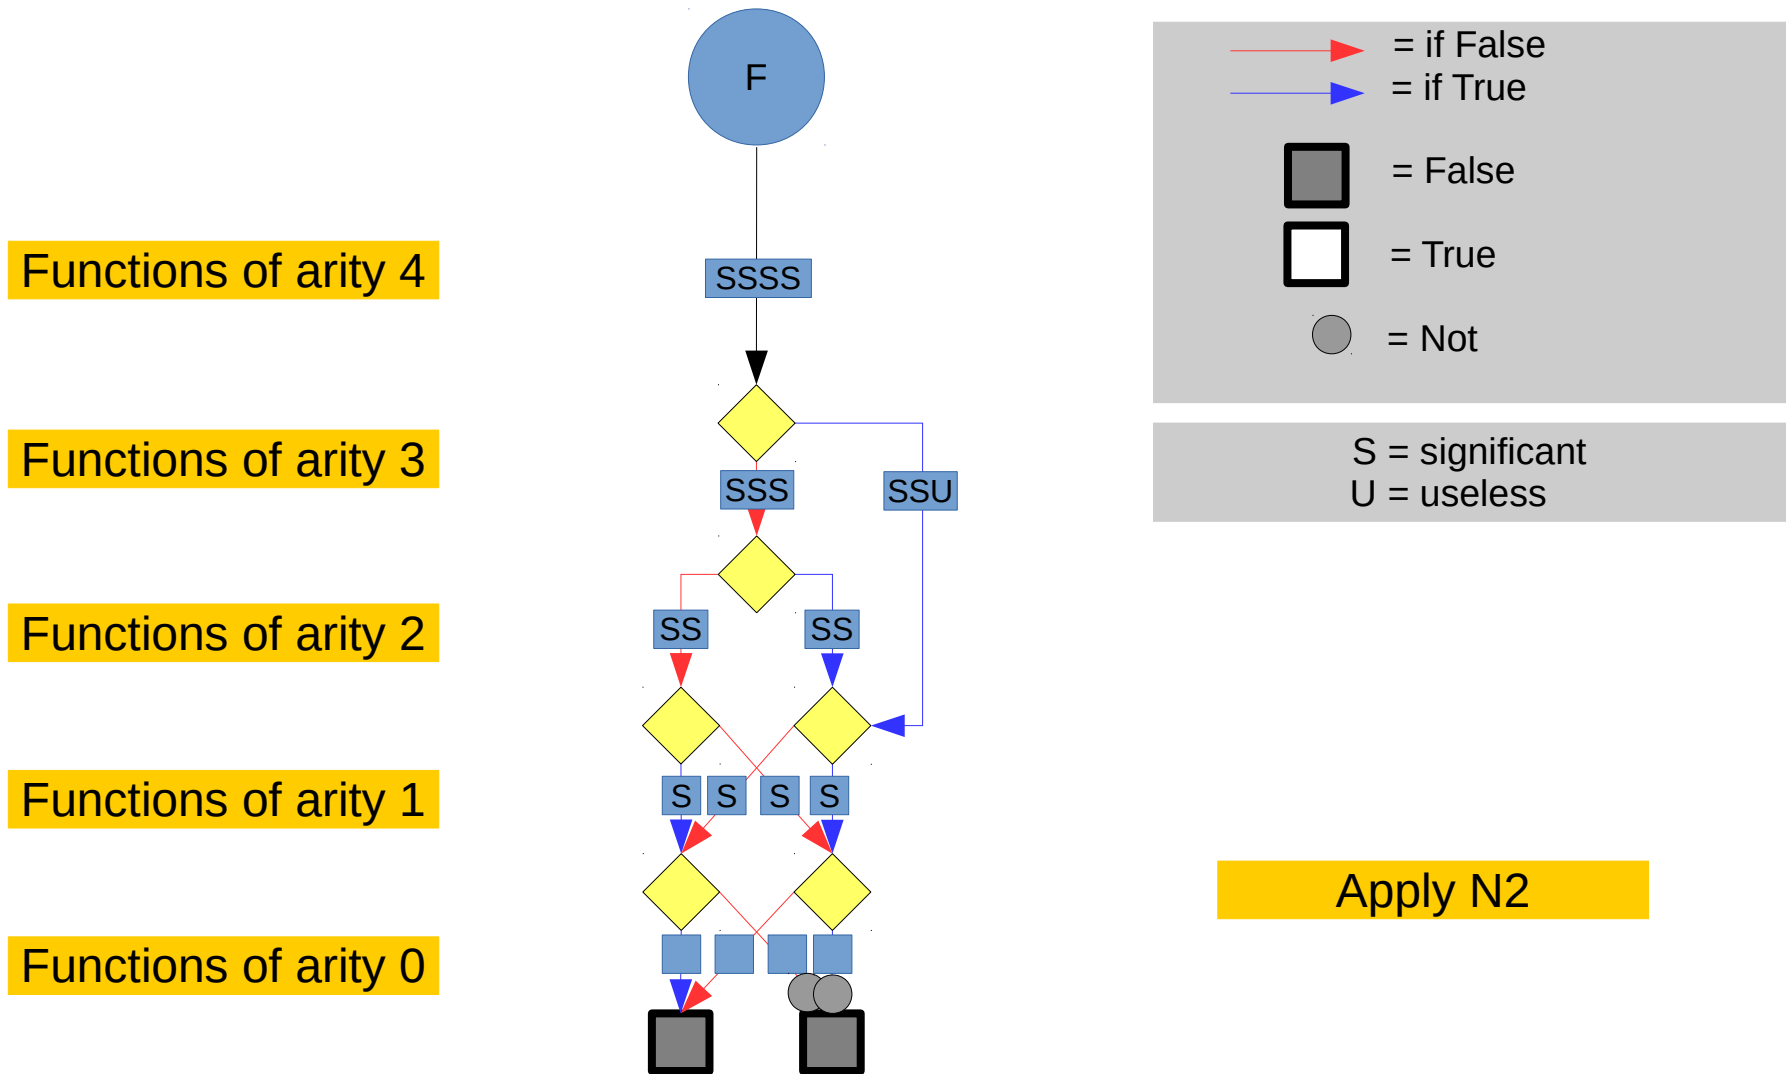 F
= if False
= if True
= False
= True
= Not
Functions of arity 4
SSSS
Functions of arity 3
SSS
SSU
S = significant
U = useless
Functions of arity 2
SS
SS
Functions of arity 1
S
S
S
S
Apply N2
Functions of arity 0